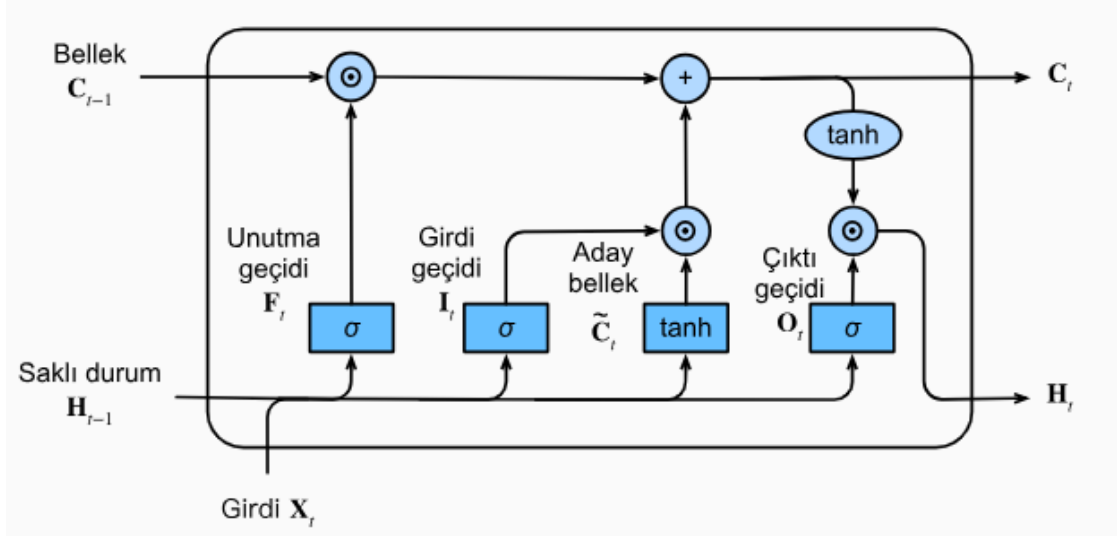 Bellek
C_{t-1}
⊙
+
C_t
tanh
Unutma
geçidi
F_t
σ
Girdi
geçidi
I_t
σ
⊙
Aday
bellek
C̃_t
tanh
⊙
Çıktı
geçidi
O_t
σ
Saklı durum
H_{t-1}
H_t
Girdi X_t